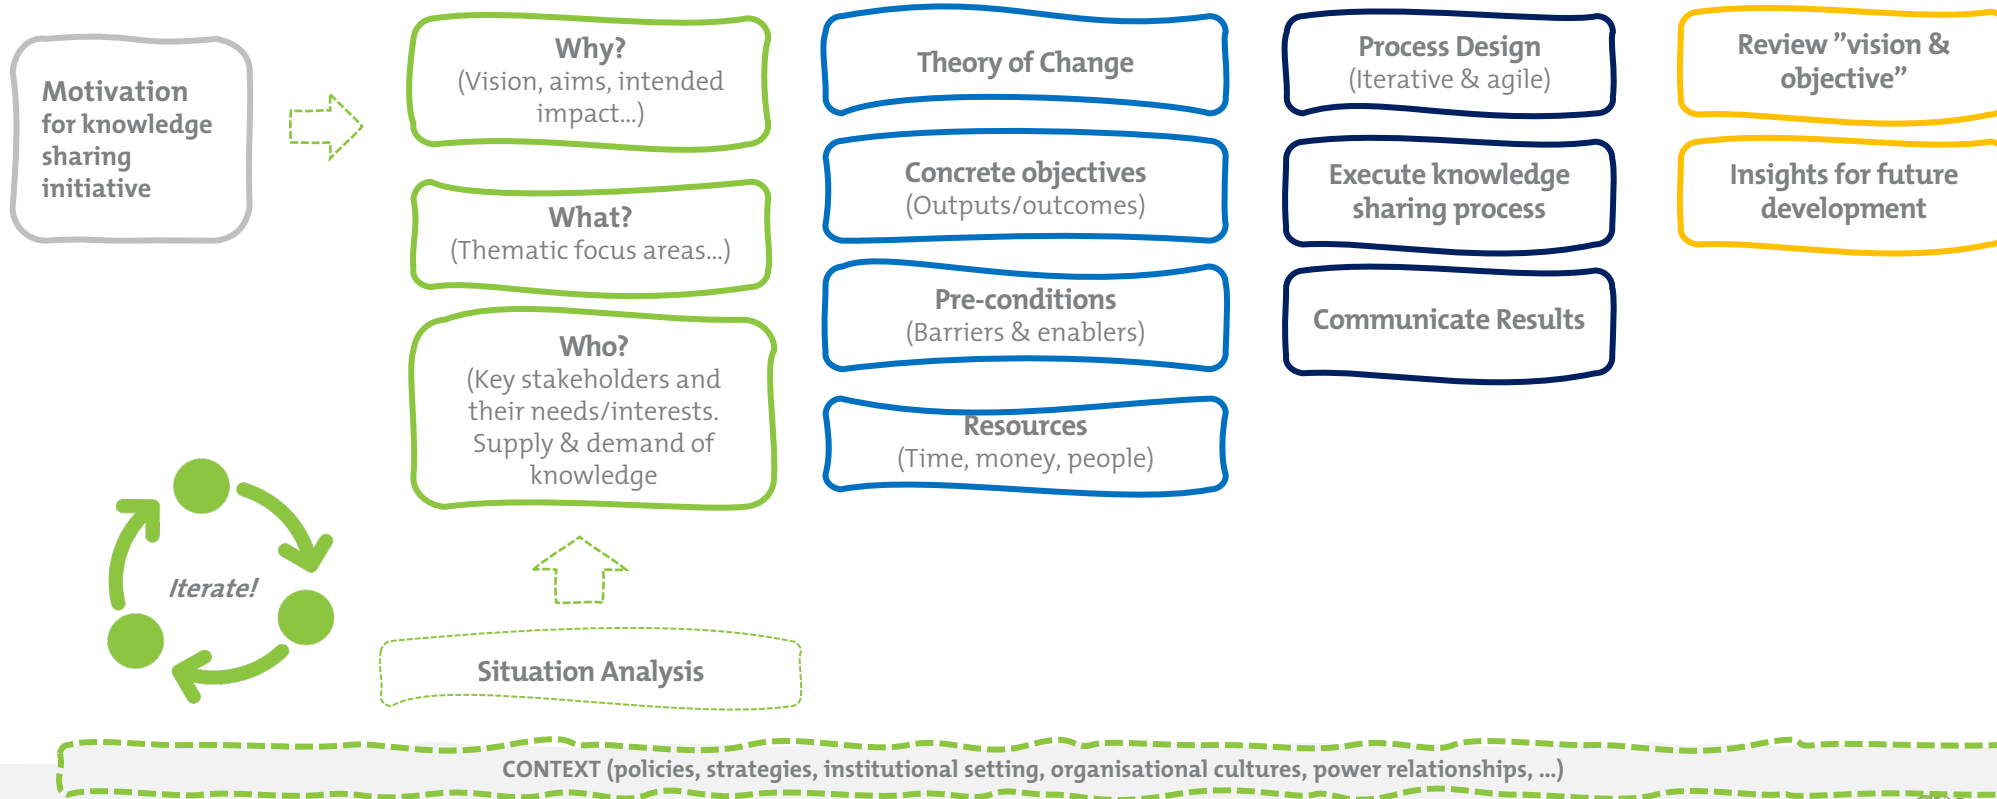 Motivation
for knowledge
sharing
initiative
Why?
(Vision, aims, intended
impact...)
What?
(Thematic focus areas...)
Who?
(Key stakeholders and
their needs/interests.
Supply & demand of
knowledge
Theory of Change
Concrete objectives
(Outputs/outcomes)
Pre-conditions
(Barriers & enablers)
Resources
(Time, money, people)
Process Design
(Iterative & agile)
Execute knowledge
sharing process
Communicate Results
Review ”vision &
objective”
Insights for future
development
Iterate!
Situation Analysis
CONTEXT (policies, strategies, institutional setting, organisational cultures, power relationships, ...)